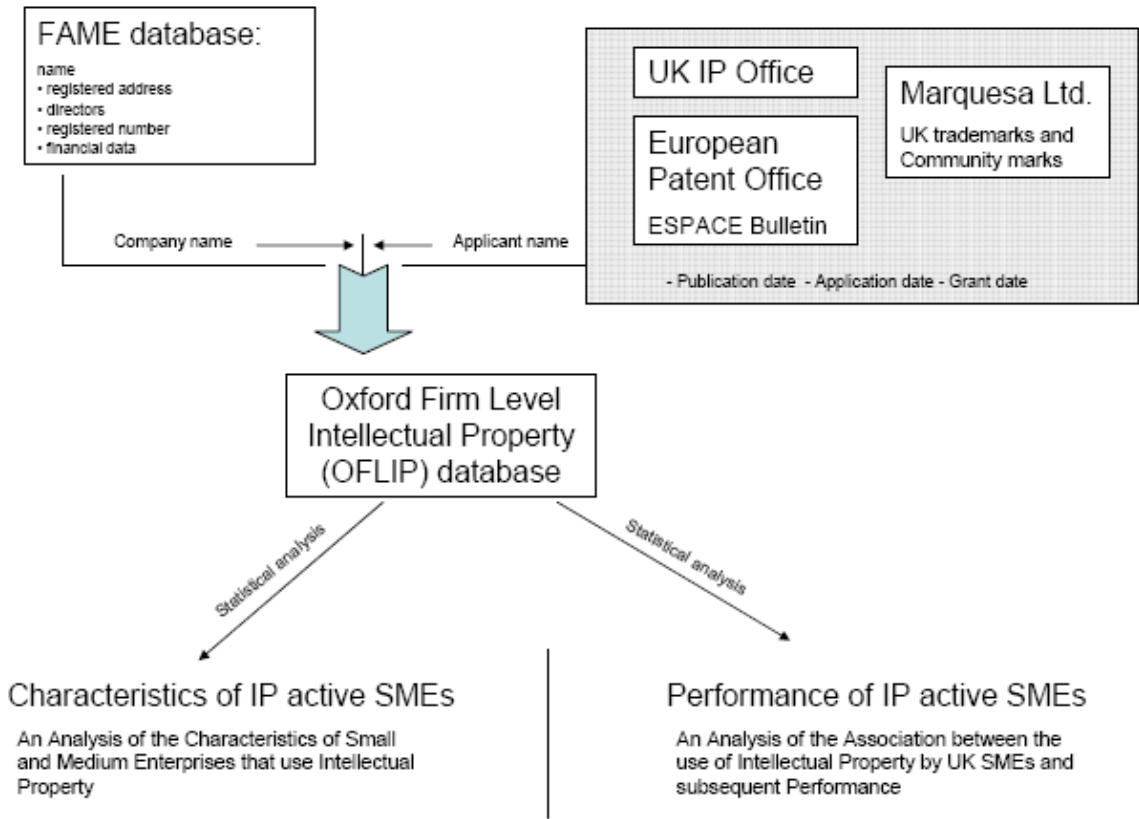 FAME database:
name
• registered address
• directors
• registered number
• financial data
UK IP Office
European
Patent Office
ESPACE Bulletin
Marquesa Ltd.
UK trademarks and
Community marks
- Publication date - Application date - Grant date
Company name
Applicant name
Oxford Firm Level
Intellectual Property
(OFLIP) database
Statistical analysis
Statistical analysis
Characteristics of IP active SMEs
An Analysis of the Characteristics of Small
and Medium Enterprises that use Intellectual
Property
Performance of IP active SMEs
An Analysis of the Association between the
use of Intellectual Property by UK SMEs and
subsequent Performance